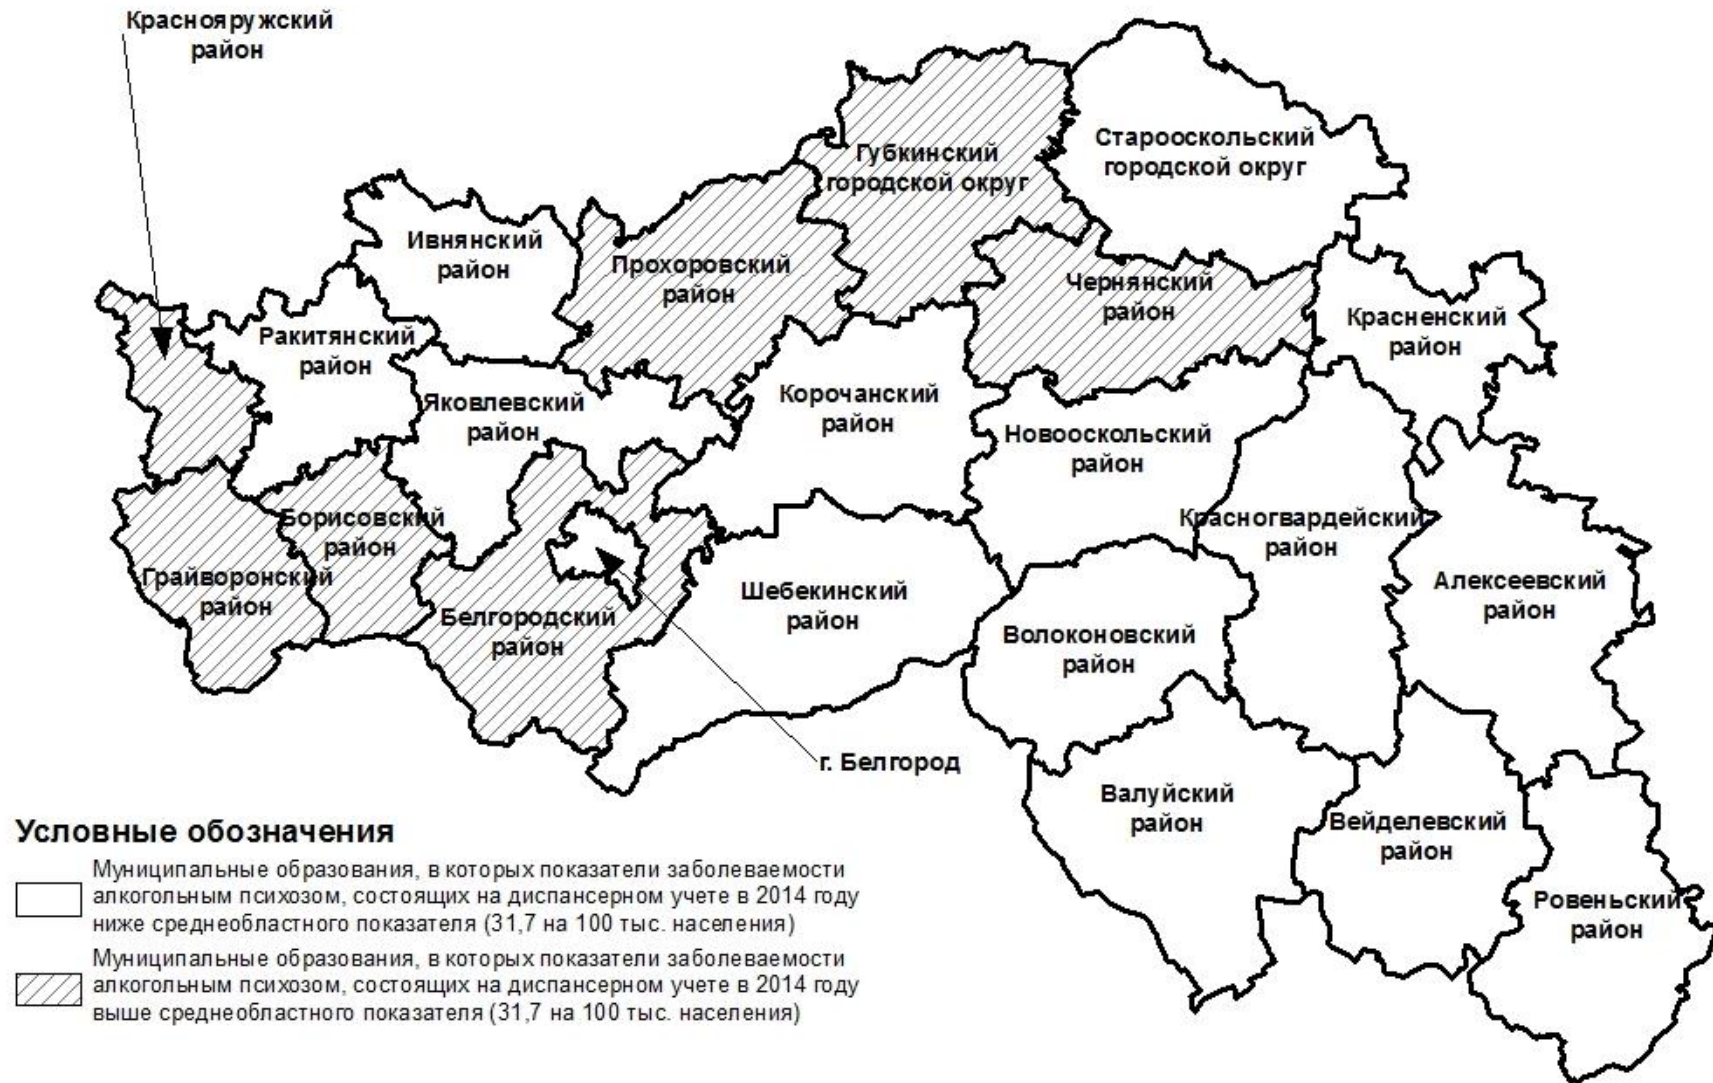 Краснояружский
район
Старооскольский
городской округ
Губкинский
городской округ
Ивнянский
район
Прохоровский
район
Чернянский
район
Красненский
район
Ракитянский
район
Яковлевский
район
Корочанский
район
Новооскольский
район
Борисовский
район
Красногвардейский
район
Грайворонский
район
Белгородский
район
Шебекинский
район
Алексеевский
район
Волоконовский
район
г. Белгород
Валуйский
район
Вейделевский
район
Ровеньский
район
Условные обозначения
Муниципальные образования, в которых показатели заболеваемости
алкогольным психозом, состоящих на диспансерном учете в 2014 году
ниже среднеобластного показателя (31,7 на 100 тыс. населения)
Муниципальные образования, в которых показатели заболеваемости
алкогольным психозом, состоящих на диспансерном учете в 2014 году
выше среднеобластного показателя (31,7 на 100 тыс. населения)